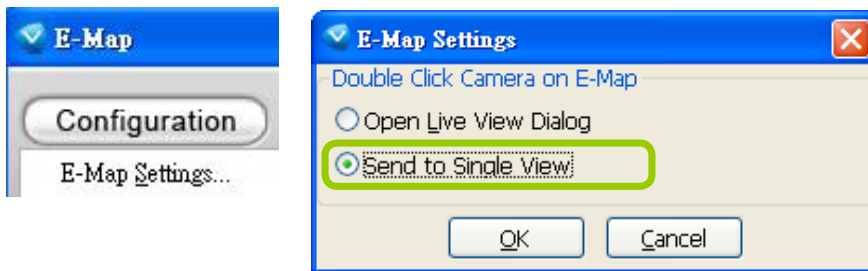 E-Map
Configuration
E-Map Settings...
E-Map Settings
Double Click Camera on E-Map
Open Live View Dialog
Send to Single View
OK
Cancel